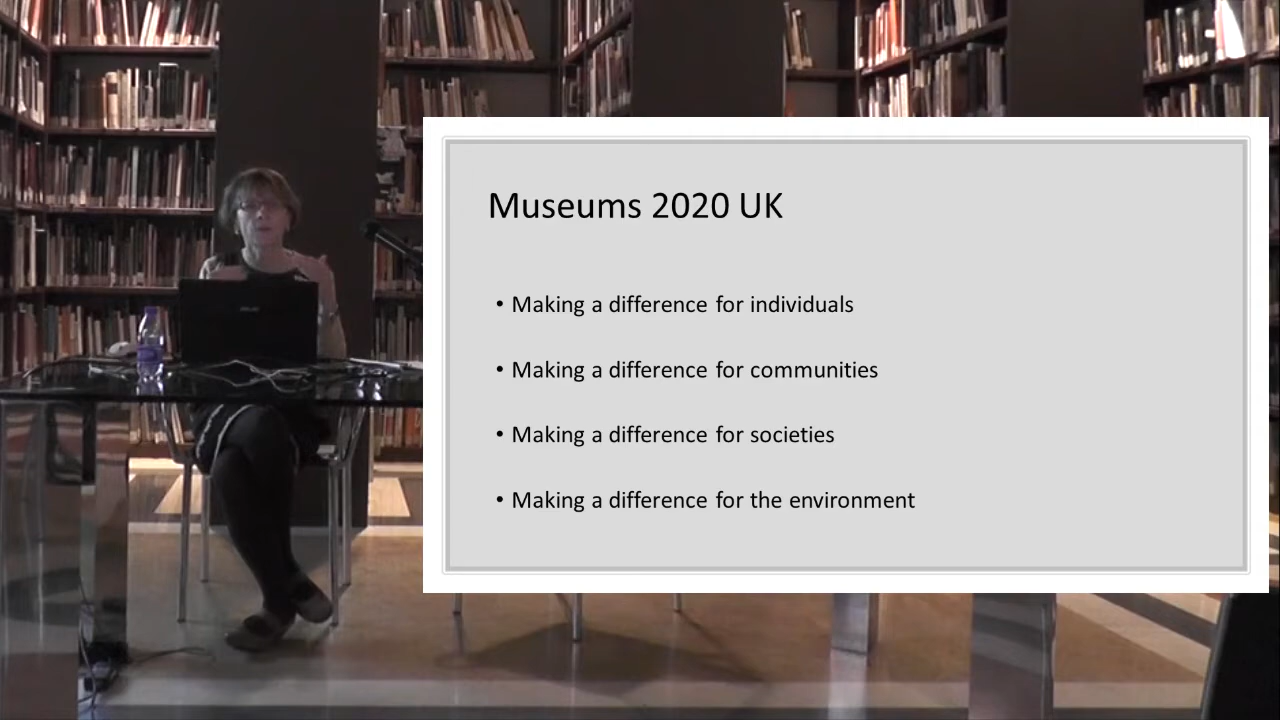 Museums 2020 UK
• Making a difference for individuals
• Making a difference for communities
• Making a difference for societies
• Making a difference for the environment